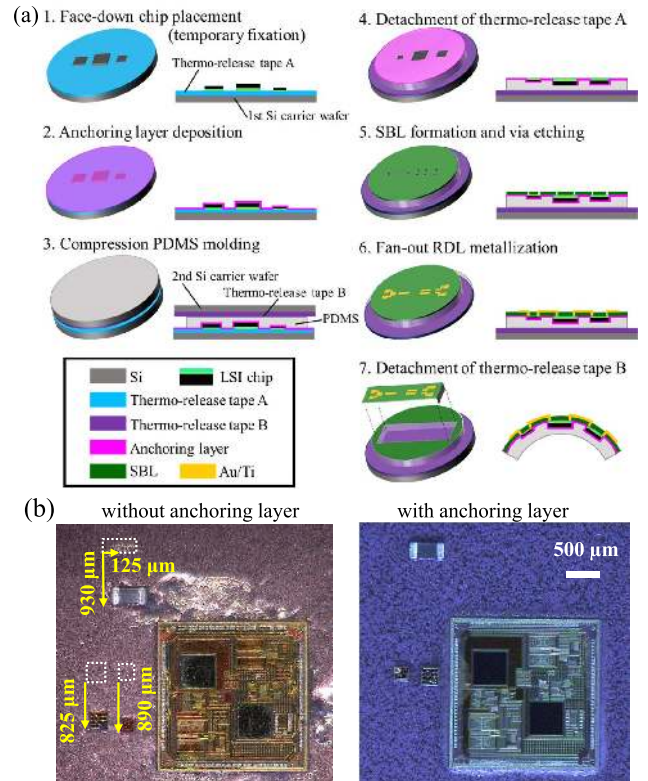 (a)
1. Face-down chip placement
(temporary fixation)
Thermo-release tape A
1st Si carrier wafer
2. Anchoring layer deposition
3. Compression PDMS molding
2nd Si carrier wafer
Thermo-release tape B
PDMS
Si
LSI chip
Thermo-release tape A
Thermo-release tape B
Anchoring layer
SBL
Au/Ti
4. Detachment of thermo-release tape A
5. SBL formation and via etching
6. Fan-out RDL metallization
7. Detachment of thermo-release tape B
(b)
without anchoring layer
125 µm
930 µm
825 µm
890 µm
with anchoring layer
500 µm